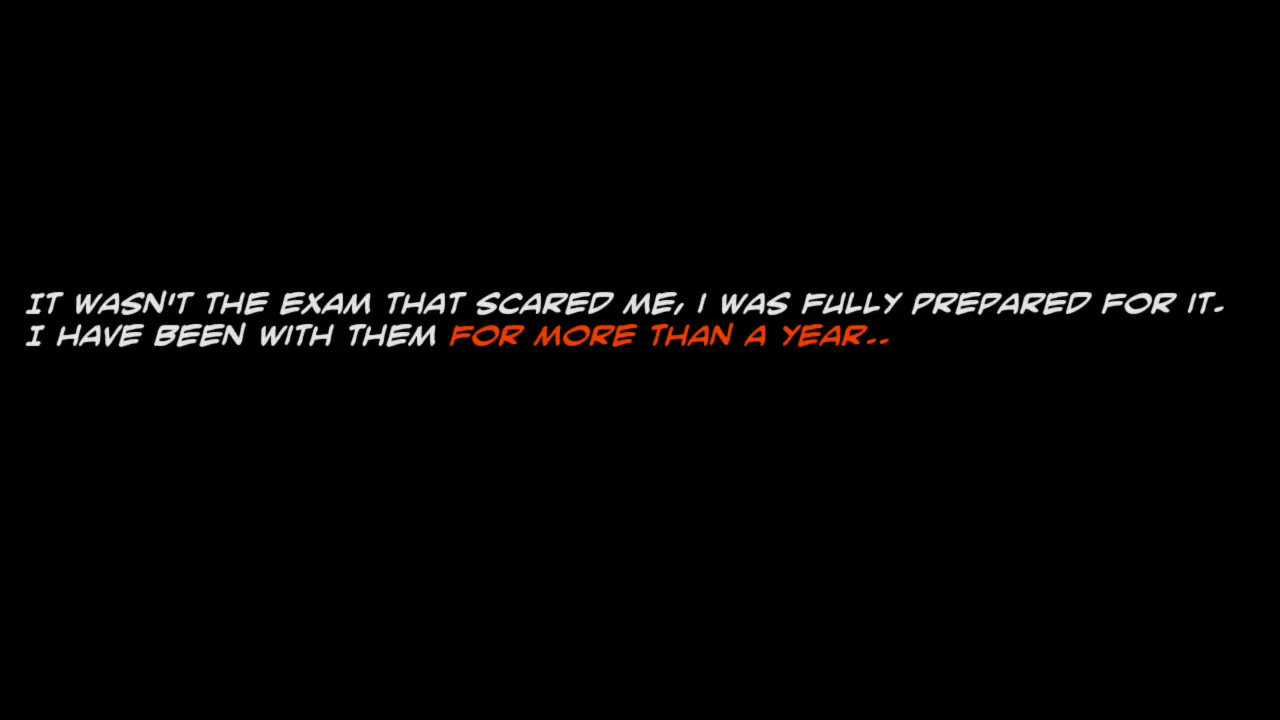 IT WASN'T THE EXAM THAT SCARED ME, I WAS FULLY PREPARED FOR IT.
I HAVE BEEN WITH THEM FOR MORE THAN A YEAR..